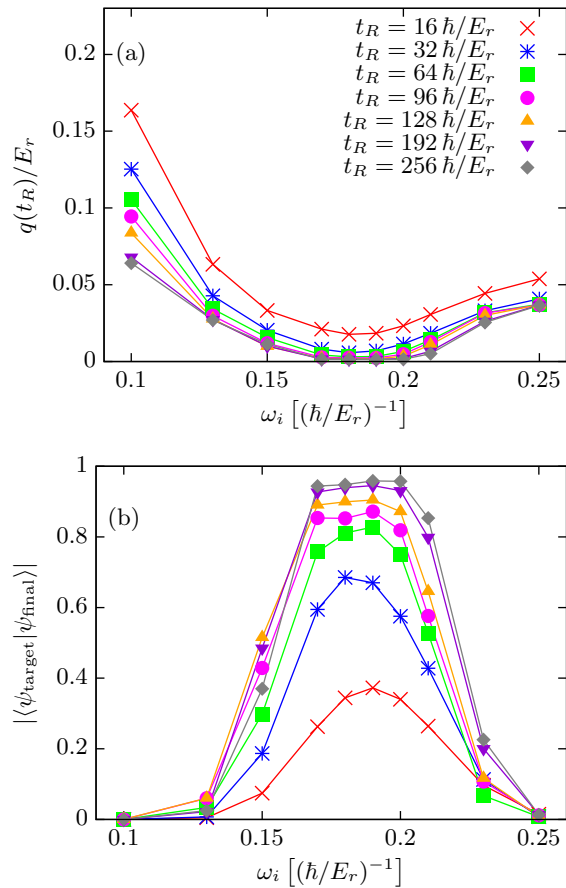 (a)
t_R = 16 ħ/E_r
t_R = 32 ħ/E_r
t_R = 64 ħ/E_r
t_R = 96 ħ/E_r
t_R = 128 ħ/E_r
t_R = 192 ħ/E_r
t_R = 256 ħ/E_r
q(t_R)/E_r
0.2
0.15
0.1
0.05
0
0.1 0.15 0.2 0.25
ω_i [(ħ/E_r)^{-1}]
(b)
|⟨ψ_target|ψ_final⟩|
1
0.8
0.6
0.4
0.2
0
0.1 0.15 0.2 0.25
ω_i [(ħ/E_r)^{-1}]